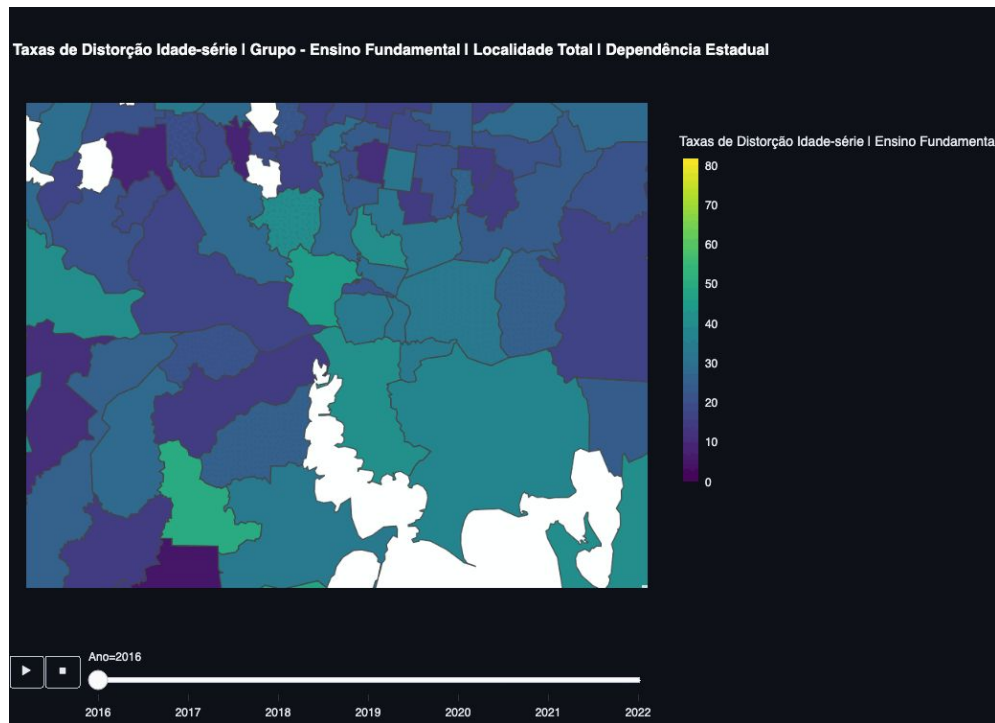 Taxas de Distorção Idade-série | Grupo - Ensino Fundamental | Localidade Total | Dependência Estadual
Taxas de Distorção Idade-série | Ensino Fundamenta
80
70
60
50
40
30
20
10
0
Ano=2016
2016 2017 2018 2019 2020 2021 2022